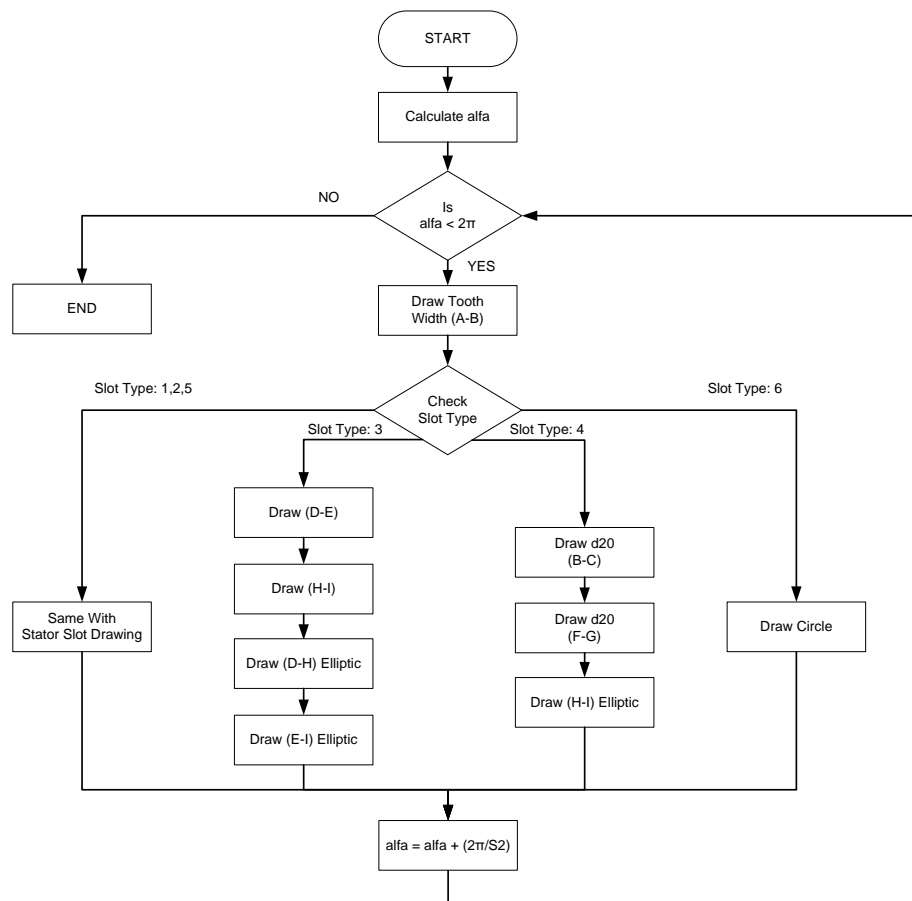 START
Calculate alfa
NO
Is
alfa < 2π
YES
END
Draw Tooth
Width (A-B)
Slot Type: 1,2,5
Slot Type: 6
Check
Slot Type
Slot Type: 3
Slot Type: 4
Draw (D-E)
Draw d20
(B-C)
Draw (H-I)
Same With
Stator Slot Drawing
Draw d20
(F-G)
Draw Circle
Draw (D-H) Elliptic
Draw (H-I) Elliptic
Draw (E-I) Elliptic
alfa = alfa + (2π/S2)